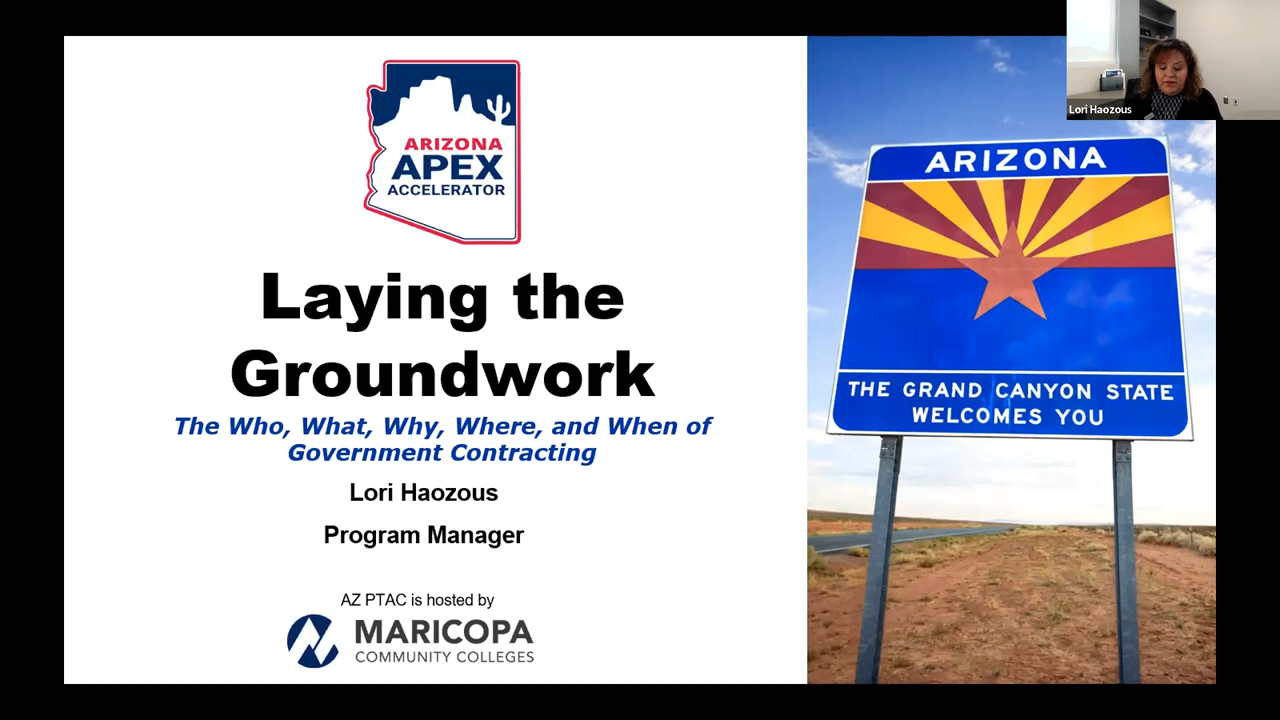 ARIZONA
APEX
ACCELERATOR
Laying the
Groundwork
The Who, What, Why, Where, and When of
Government Contracting
Lori Haozous
Program Manager
AZ PTAC is hosted by
MARICOPA
COMMUNITY COLLEGES
Lori Haozous
ARIZONA
THE GRAND CANYON STATE
WELCOMES YOU